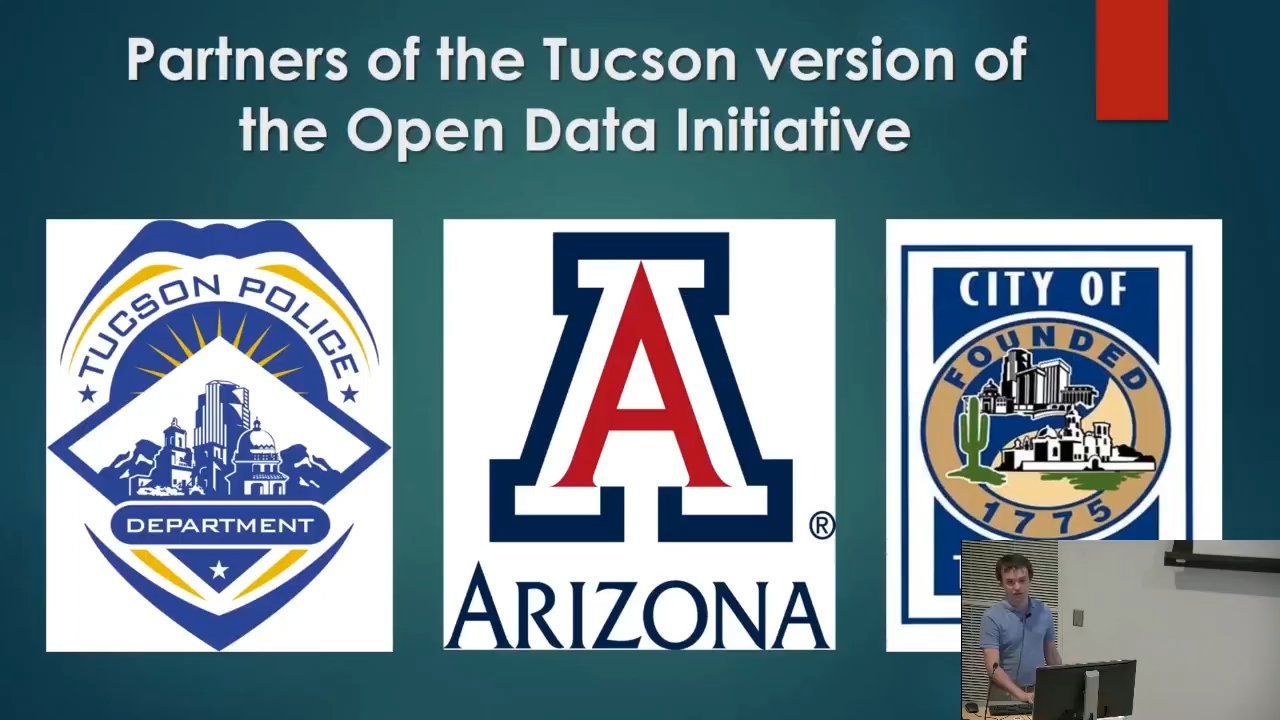 Partners of the Tucson version of
the Open Data Initiative
TUCSON POLICE
DEPARTMENT
A
®
ARIZONA
CITY OF
FOUNDED
1775